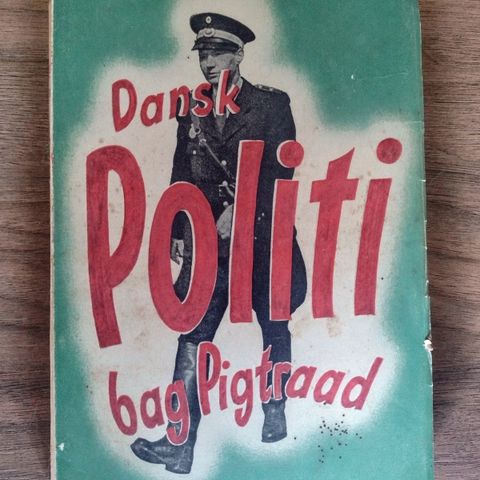 Dansk
Politi
bag Pigtraad